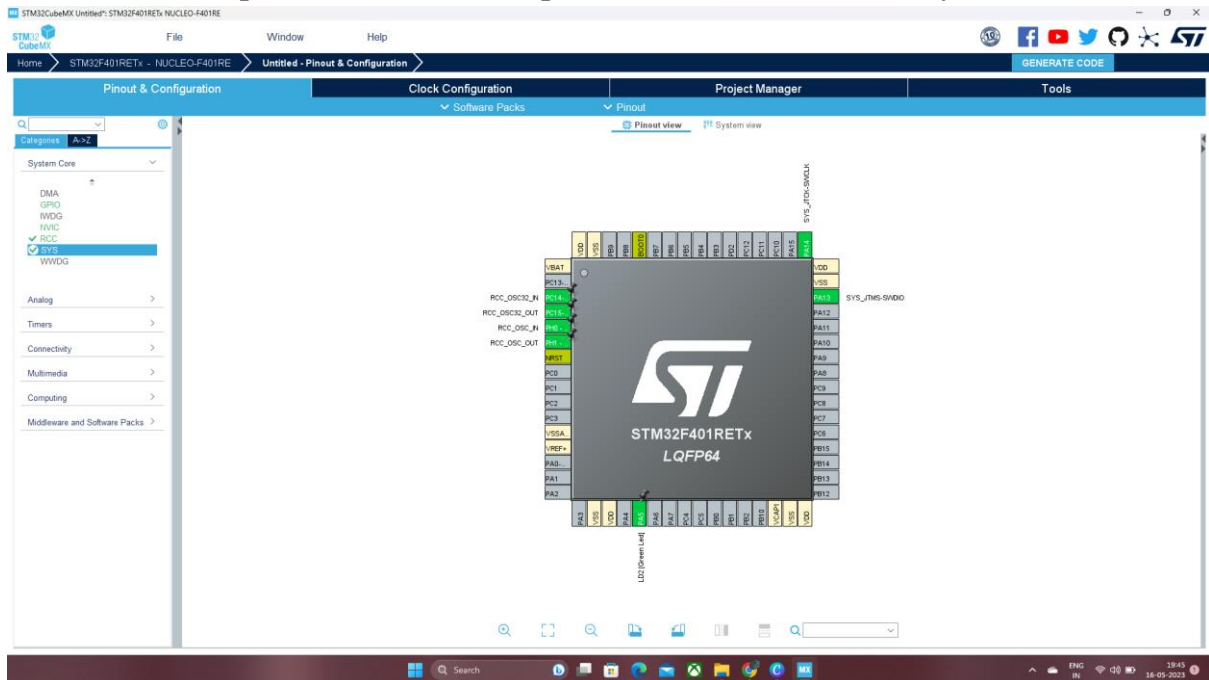 STM32CubeMX Untitled*: STM32F401RETx NUCLEO-F401RE
STM32 CubeMX File Window Help
Home STM32F401RETx - NUCLEO-F401RE Untitled - Pinout & Configuration GENERATE CODE
Pinout & Configuration Clock Configuration Project Manager Tools
Software Packs Pinout
Pinout view System view
Categories A->Z
System Core
DMA
GPIO
IWDG
NVIC
RCC
SYS
WWDG
Analog
Timers
Connectivity
Multimedia
Computing
Middleware and Software Packs
SYS_JTCK-SWCLK
VDD VSS PB9 PB8 BOOT0 PB7 PB6 PB5 PB4 PB3 PD2 PC12 PC11 PC10 PA15 PA14
VBAT
PC13-
RCC_OSC32_IN PC14-
RCC_OSC32_OUT PC15-
RCC_OSC_IN PH0 -
RCC_OSC_OUT PH1 -
NRST
PC0
PC1
PC2
PC3
VSSA
VREF+
PA0-
PA1
PA2
VDD
VSS
PA13 SYS_JTMS-SWDIO
PA12
PA11
PA10
PA9
PA8
PC9
PC8
PC7
PC6
PB15
PB14
PB13
PB12
ST
STM32F401RETx
LQFP64
PA3 VSS VDD PA4 PA5 PA6 PA7 PC4 PC5 PB0 PB1 PB2 PB10 VCAP1 VSS VDD
LD2 [Green Led]
Search
MX
ENG
IN
19:45
16-05-2023